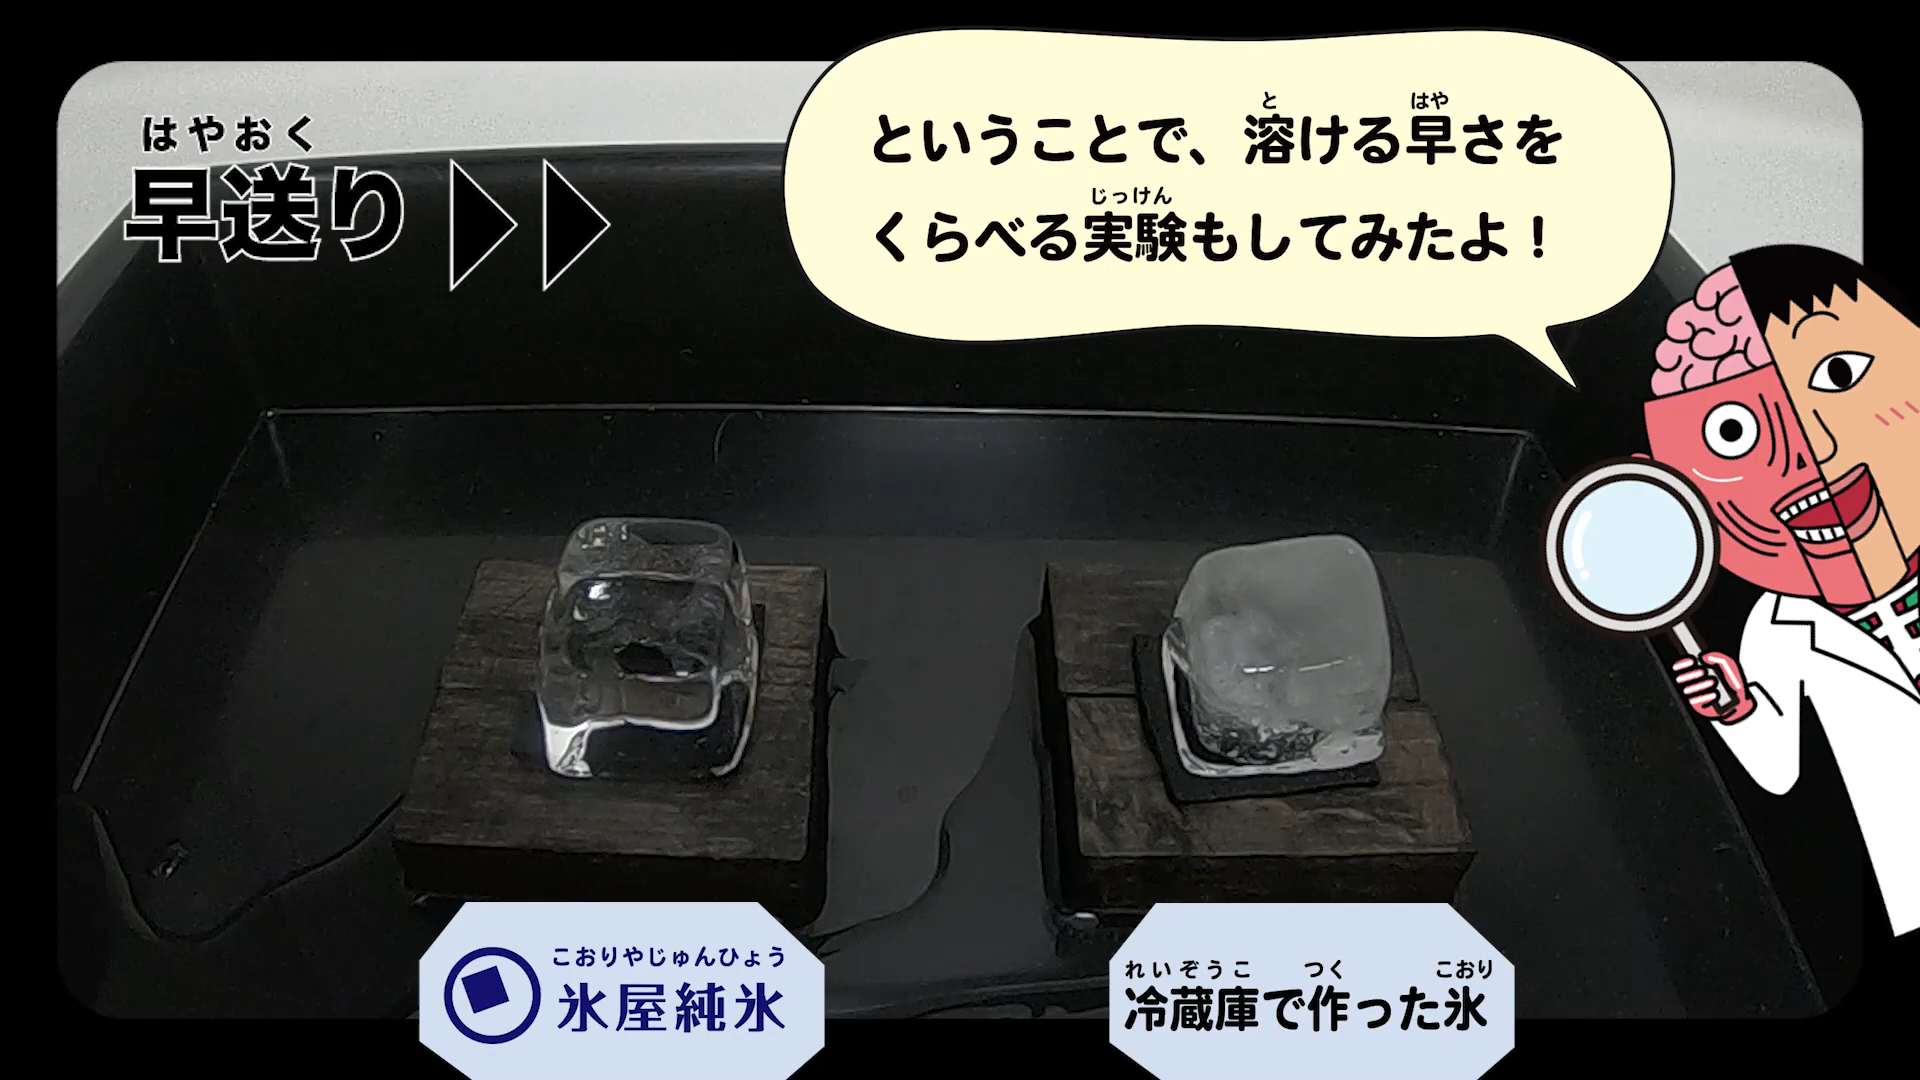 はやおく
早送り
と はや
ということで、溶ける早さを
じっけん
くらべる実験もしてみたよ！
こおりやじゅんひょう
氷屋純氷
れいぞうこ つく こおり
冷蔵庫で作った氷